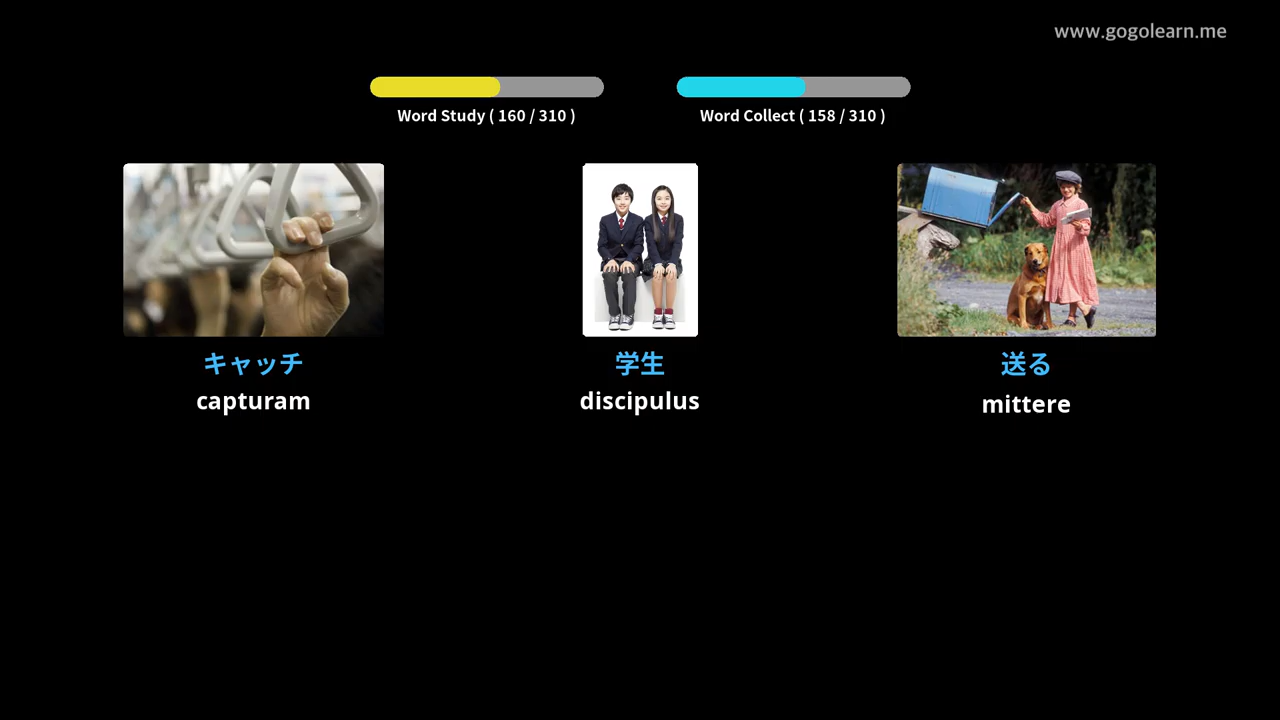 www.gogolearn.me
Word Study ( 160 / 310 )
Word Collect ( 158 / 310 )
キャッチ
capturam
学生
discipulus
送る
mittere